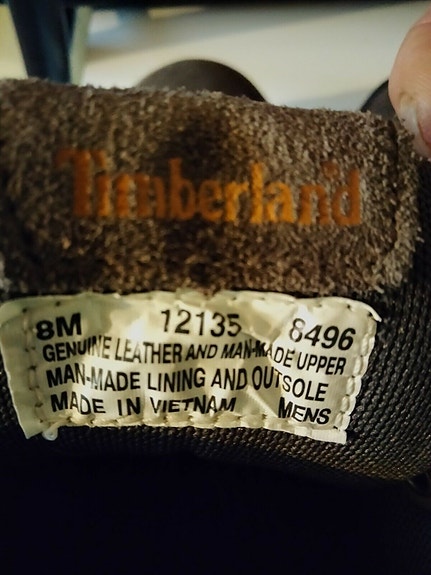 Timberland
8M 12135 8496
GENUINE LEATHER AND MAN-MADE UPPER
MAN-MADE LINING AND OUTSOLE
MADE IN VIETNAM MENS